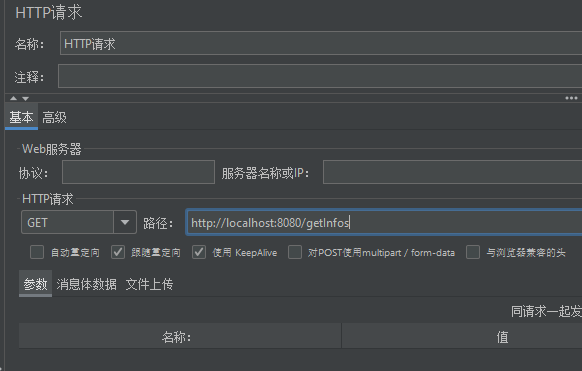 HTTP请求
名称： HTTP请求
注释：
基本 高级
Web服务器
协议： 服务器名称或IP：
HTTP请求
GET 路径： http://localhost:8080/getInfos
自动重定向 跟随重定向 使用 KeepAlive 对POST使用multipart / form-data 与浏览器兼容的头
参数 消息体数据 文件上传
同请求一起发
名称： 值